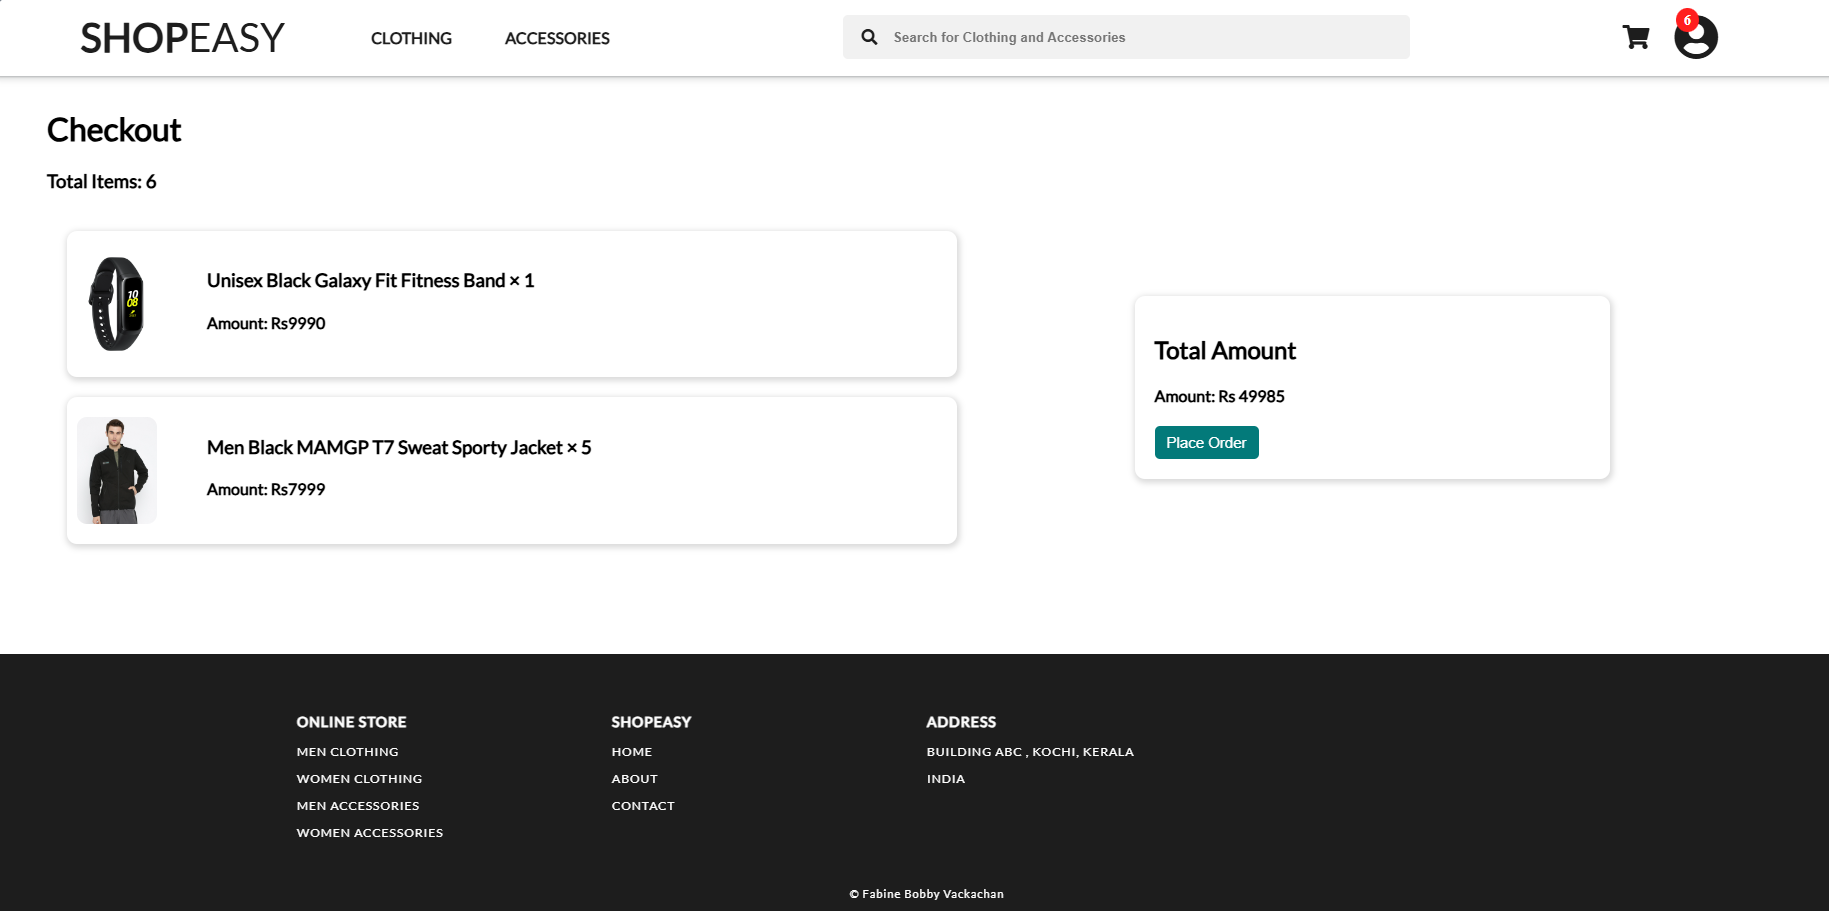 SHOPEASY
CLOTHING
ACCESSORIES
Search for Clothing and Accessories
6
Checkout
Total Items: 6
Unisex Black Galaxy Fit Fitness Band × 1
Amount: Rs9990
10
08
Men Black MAMGP T7 Sweat Sporty Jacket × 5
Amount: Rs7999
Total Amount
Amount: Rs 49985
Place Order
ONLINE STORE
MEN CLOTHING
WOMEN CLOTHING
MEN ACCESSORIES
WOMEN ACCESSORIES
SHOPEASY
HOME
ABOUT
CONTACT
ADDRESS
BUILDING ABC , KOCHI, KERALA
INDIA
© Fabine Bobby Vackachan